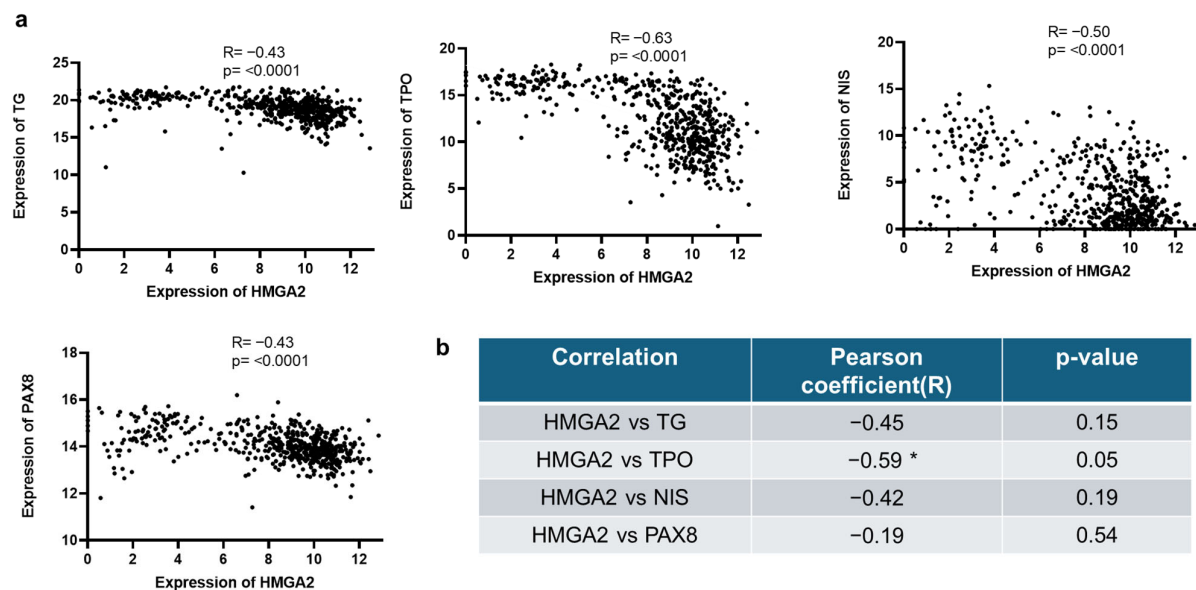 a
R= −0.43
p= <0.0001
Expression of TG
25
20
15
10
5
0
0 2 4 6 8 10 12
Expression of HMGA2
R= −0.63
p= <0.0001
Expression of TPO
20
15
10
5
0
0 2 4 6 8 10 12
Expression of HMGA2
R= −0.50
p= <0.0001
Expression of NIS
20
15
10
5
0
0 2 4 6 8 10 12
Expression of HMGA2
R= −0.43
p= <0.0001
Expression of PAX8
18
16
14
12
10
0 2 4 6 8 10 12
Expression of HMGA2
b
Correlation Pearson coefficient(R) p-value
HMGA2 vs TG −0.45 0.15
HMGA2 vs TPO −0.59 * 0.05
HMGA2 vs NIS −0.42 0.19
HMGA2 vs PAX8 −0.19 0.54